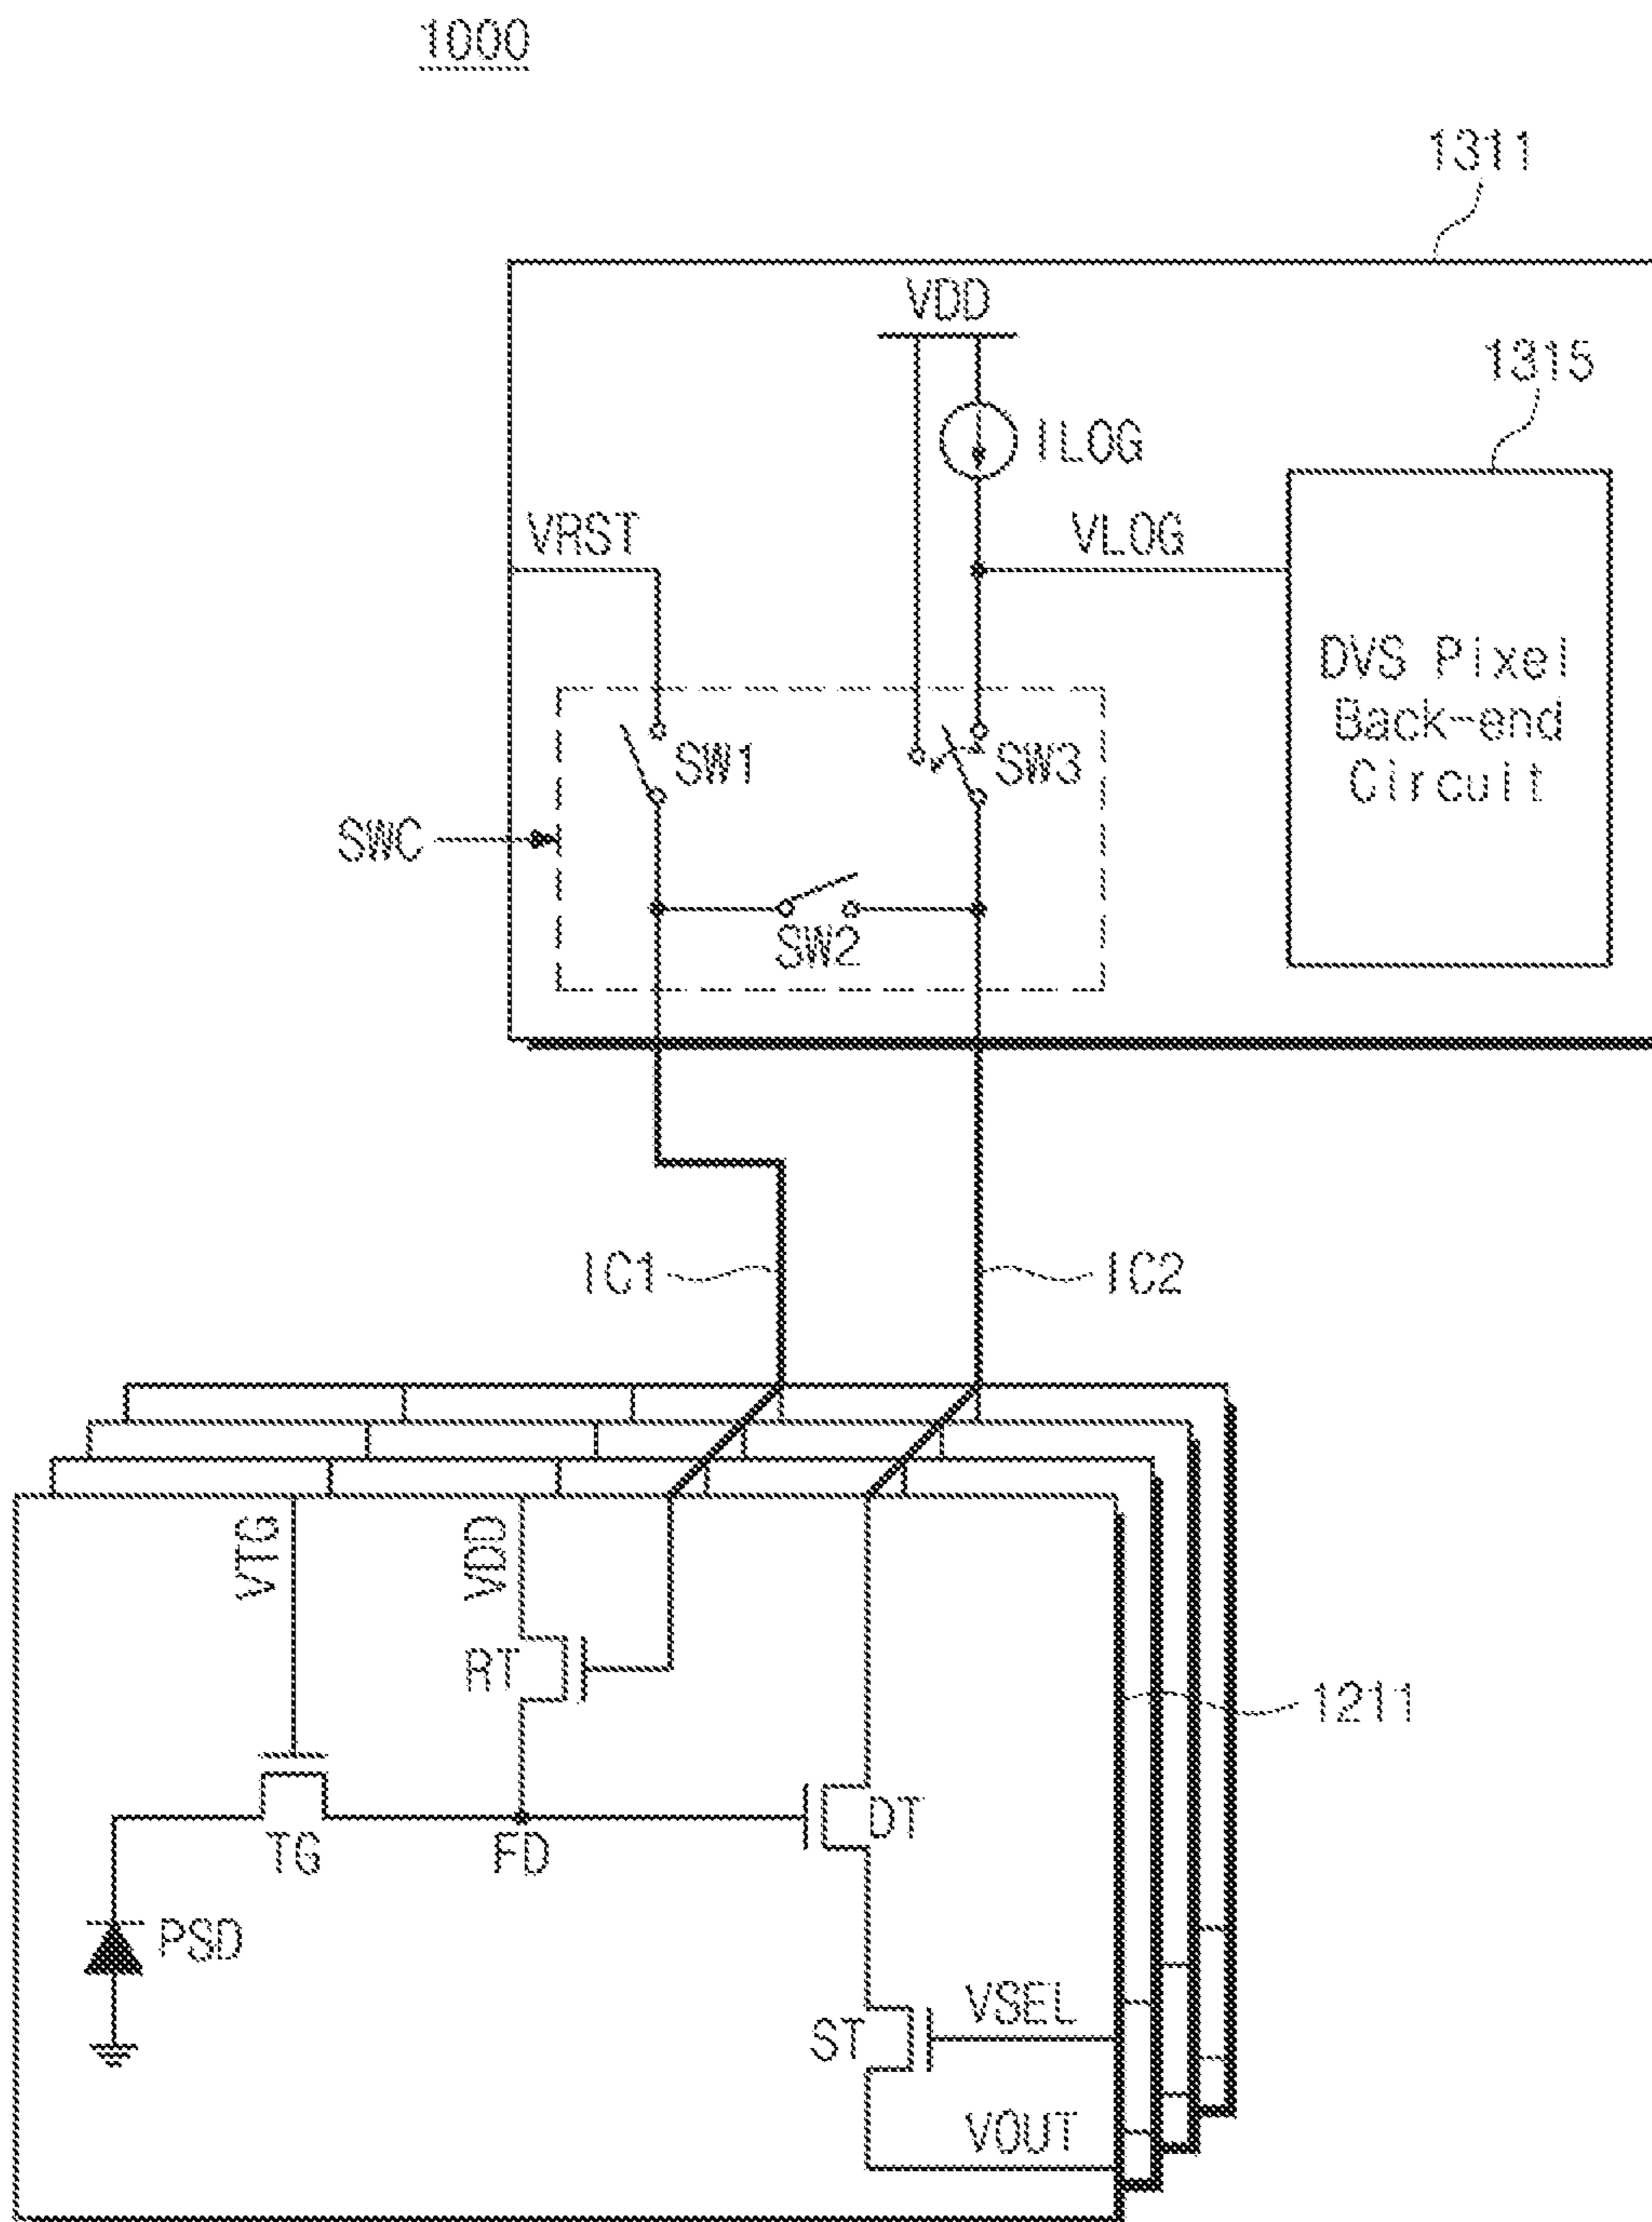 1000
1311
VDD
1315
ILOG
VRST
VLOG
DVS Pixel
Back-end
Circuit
SW1
SW3
SWC
SW2
IC1
IC2
VTG
VDD
RT
1211
TG
FD
DT
PSD
VSEL
ST
VOUT